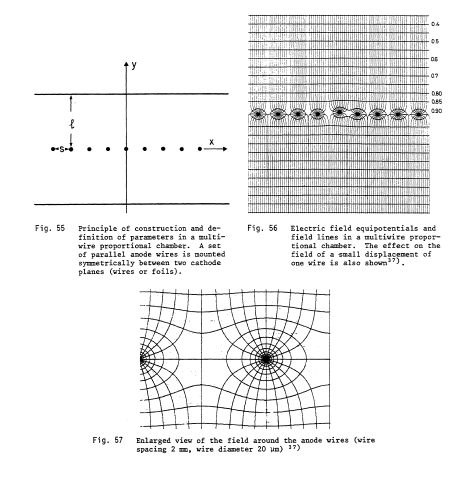 y
ℓ
S
X
0.4
0.5
0.6
0.7
0.80
0.85
0.90
Fig. 55 Principle of construction and de-
finition of parameters in a multi-
wire proportional chamber. A set
of parallel anode wires is mounted
symmetrically between two cathode
planes (wires or foils).
Fig. 56 Electric field equipotentials and
field lines in a multiwire propor-
tional chamber. The effect on the
field of a small displacement of
one wire is also shown37).
Fig. 57 Enlarged view of the field around the anode wires (wire
spacing 2 mm, wire diameter 20 μm) 37)